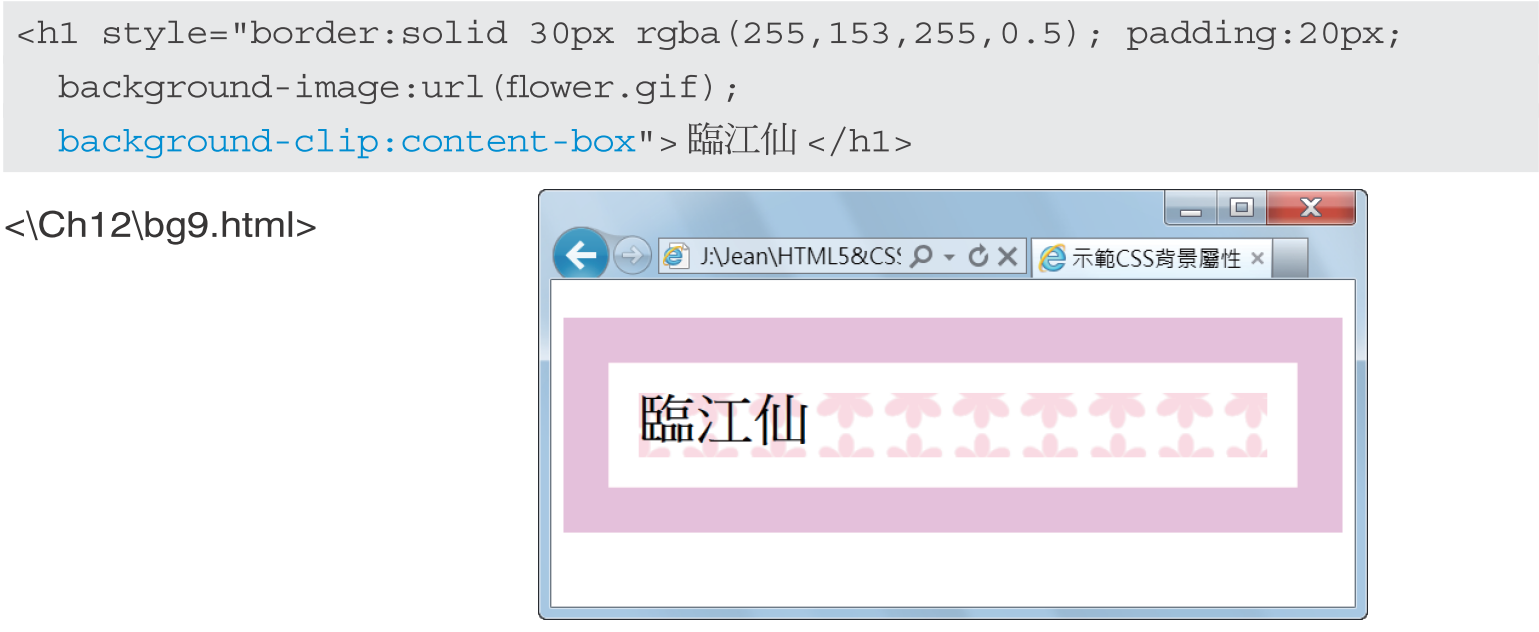 <h1 style="border:solid 30px rgba(255,153,255,0.5); padding:20px;
background-image:url(flower.gif);
background-clip:content-box">臨江仙</h1>
<\Ch12\bg9.html>
J:\Jean\HTML5&CSS
示範CSS背景屬性
臨江仙